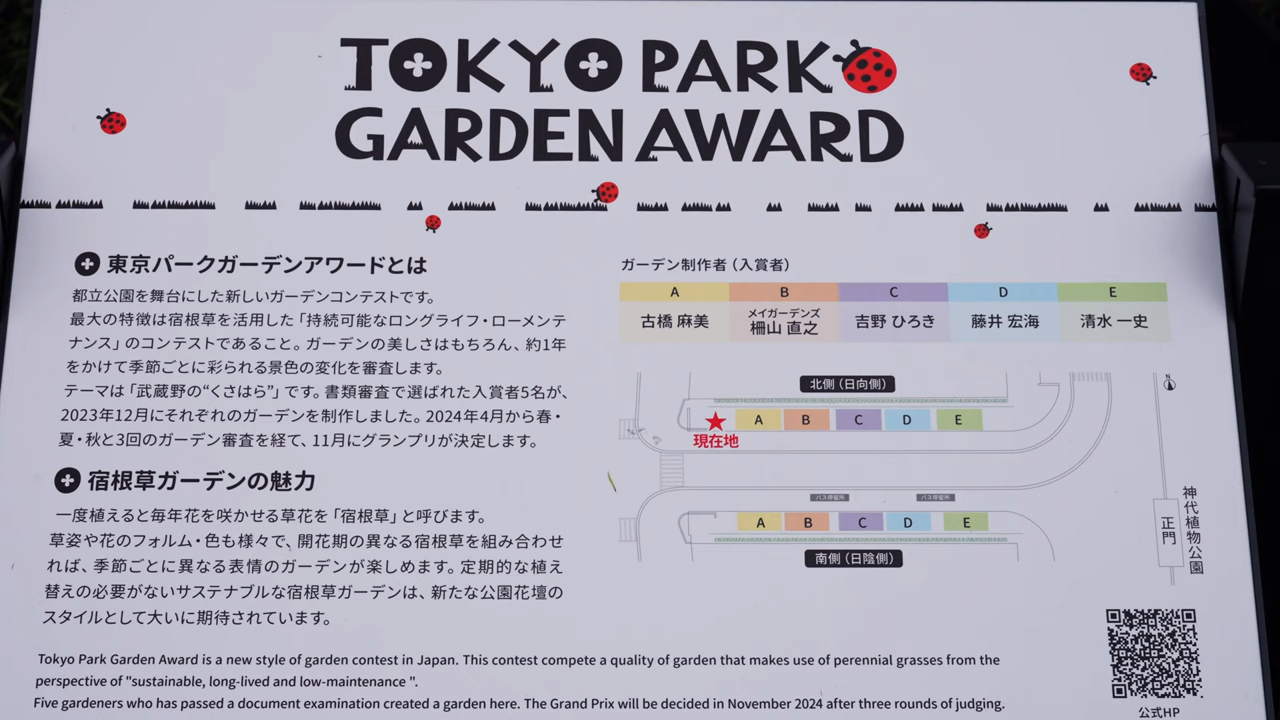 TOKYO PARK
GARDEN AWARD
東京パークガーデンアワードとは
都立公園を舞台にした新しいガーデンコンテストです。
最大の特徴は宿根草を活用した「持続可能なロングライフ・ローメンテ
ナンス」のコンテストであること。ガーデンの美しさはもちろん、約1年
をかけて季節ごとに彩られる景色の変化を審査します。
テーマは「武蔵野の“くさはら”」です。書類審査で選ばれた入賞者5名が、
2023年12月にそれぞれのガーデンを制作しました。2024年4月から春・
夏・秋と3回のガーデン審査を経て、11月にグランプリが決定します。
宿根草ガーデンの魅力
一度植えると毎年花を咲かせる草花を「宿根草」と呼びます。
草姿や花のフォルム・色も様々で、開花期の異なる宿根草を組み合わせ
れば、季節ごとに異なる表情のガーデンが楽しめます。定期的な植え
替えの必要がないサステナブルな宿根草ガーデンは、新たな公園花壇の
スタイルとして大いに期待されています。
ガーデン制作者（入賞者）
A B C D E
古橋 麻美
メイガーデンズ
柵山 直之
吉野 ひろき
藤井 宏海
清水 一史
北側（日向側）
A B C D E
現在地
N
バス停留所 バス停留所
A B C D E
南側（日陰側）
正門
神代植物公園
Tokyo Park Garden Award is a new style of garden contest in Japan. This contest compete a quality of garden that makes use of perennial grasses from the
perspective of "sustainable, long-lived and low-maintenance ".
Five gardeners who has passed a document examination created a garden here. The Grand Prix will be decided in November 2024 after three rounds of judging.
公式HP